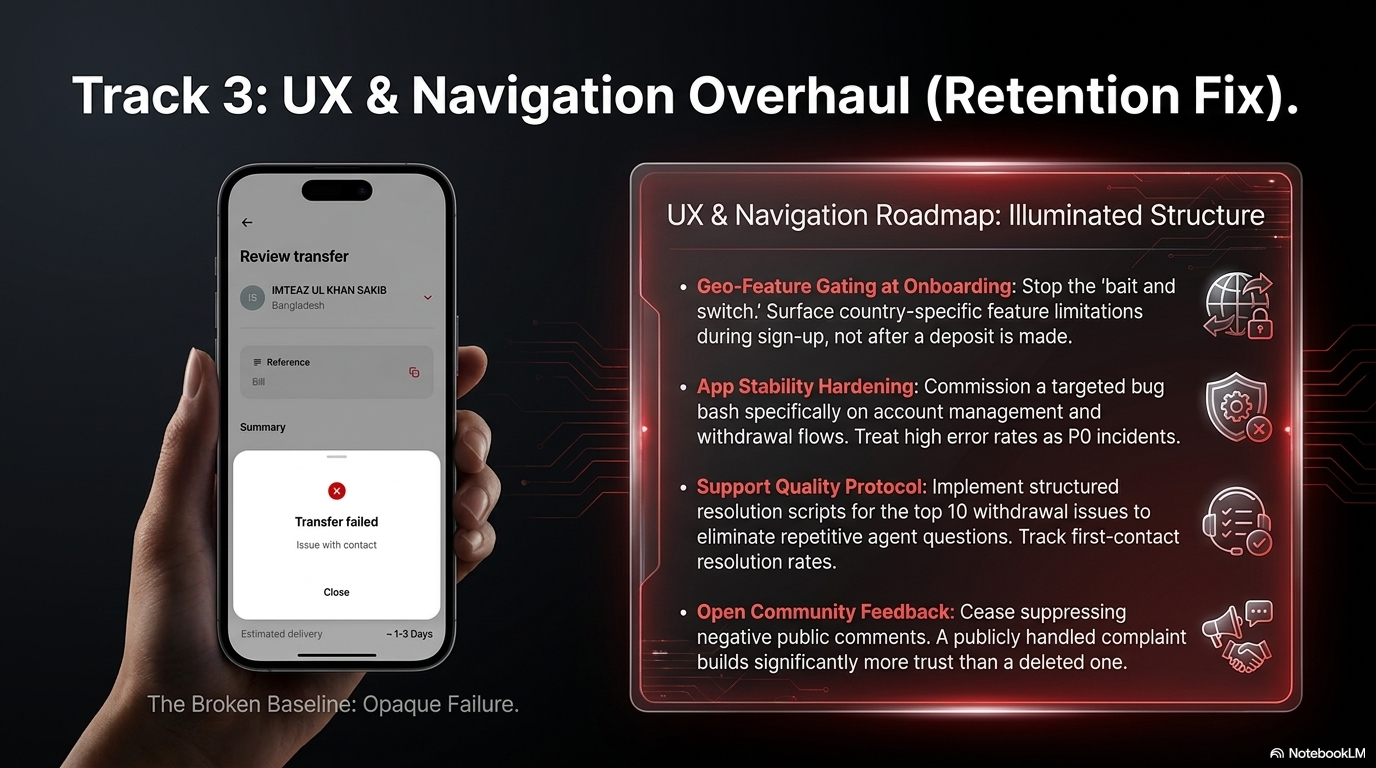 Track 3: UX & Navigation Overhaul (Retention Fix).
Review transfer
IS
IMTEAZ UL KHAN SAKIB
Bangladesh
Reference
Bill
Summary
Transfer failed
Issue with contact
Close
Estimated delivery
~ 1-3 Days
The Broken Baseline: Opaque Failure.
UX & Navigation Roadmap: Illuminated Structure
• Geo-Feature Gating at Onboarding: Stop the 'bait and
switch.' Surface country-specific feature limitations
during sign-up, not after a deposit is made.
• App Stability Hardening: Commission a targeted bug
bash specifically on account management and
withdrawal flows. Treat high error rates as P0 incidents.
• Support Quality Protocol: Implement structured
resolution scripts for the top 10 withdrawal issues to
eliminate repetitive agent questions. Track first-contact
resolution rates.
• Open Community Feedback: Cease suppressing
negative public comments. A publicly handled complaint
builds significantly more trust than a deleted one.
NotebookLM